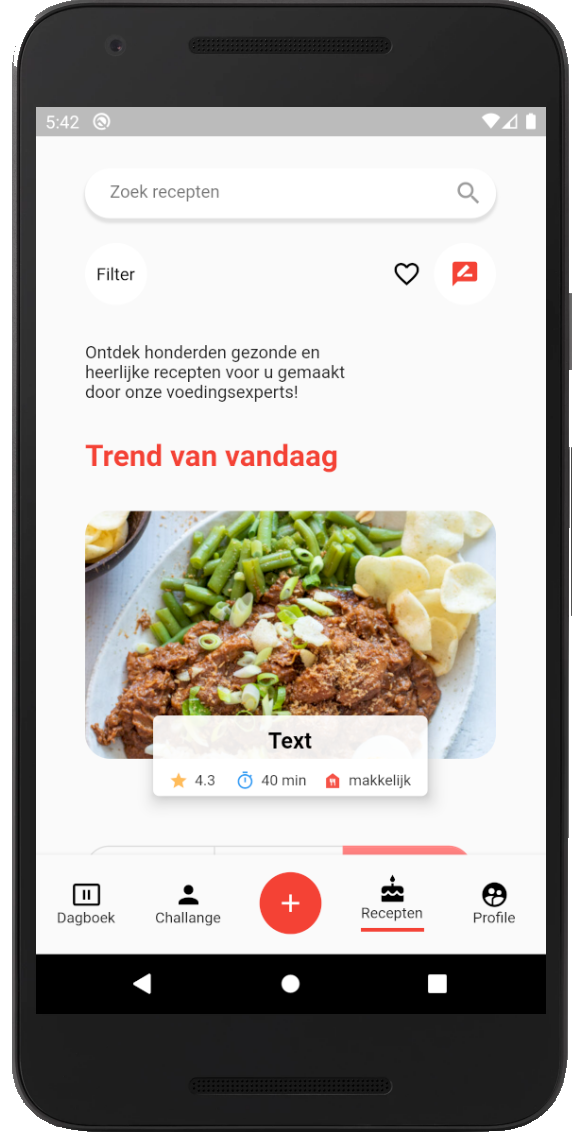 5:42
Zoek recepten
Filter
Ontdek honderden gezonde en
heerlijke recepten voor u gemaakt
door onze voedingsexperts!
Trend van vandaag
Text
4.3 40 min makkelijk
Dagboek Challange + Recepten Profile